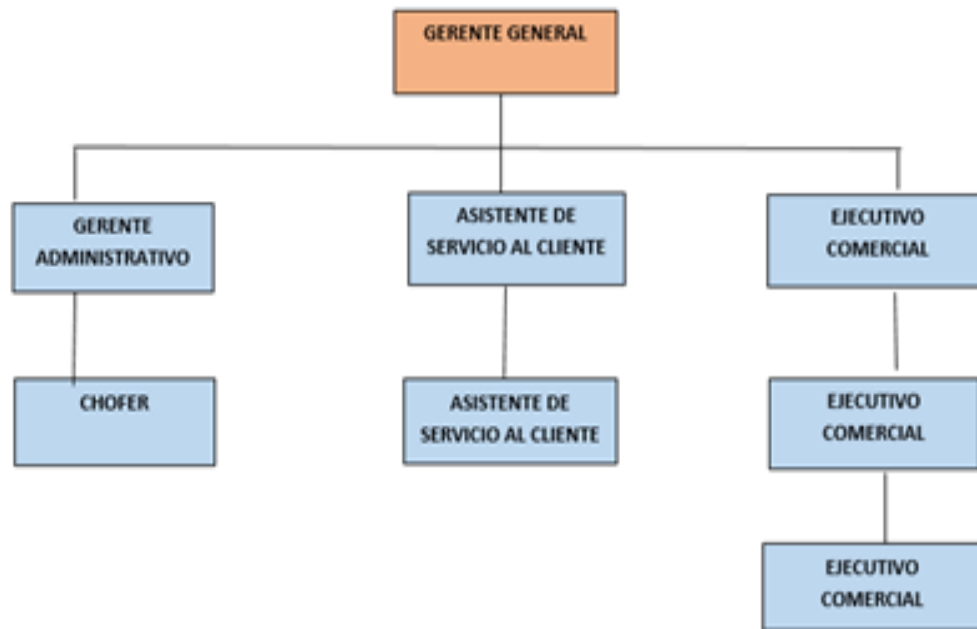 GERENTE GENERAL
GERENTE
ADMINISTRATIVO
ASISTENTE DE
SERVICIO AL CLIENTE
EJECUTIVO
COMERCIAL
CHOFER
ASISTENTE DE
SERVICIO AL CLIENTE
EJECUTIVO
COMERCIAL
EJECUTIVO
COMERCIAL